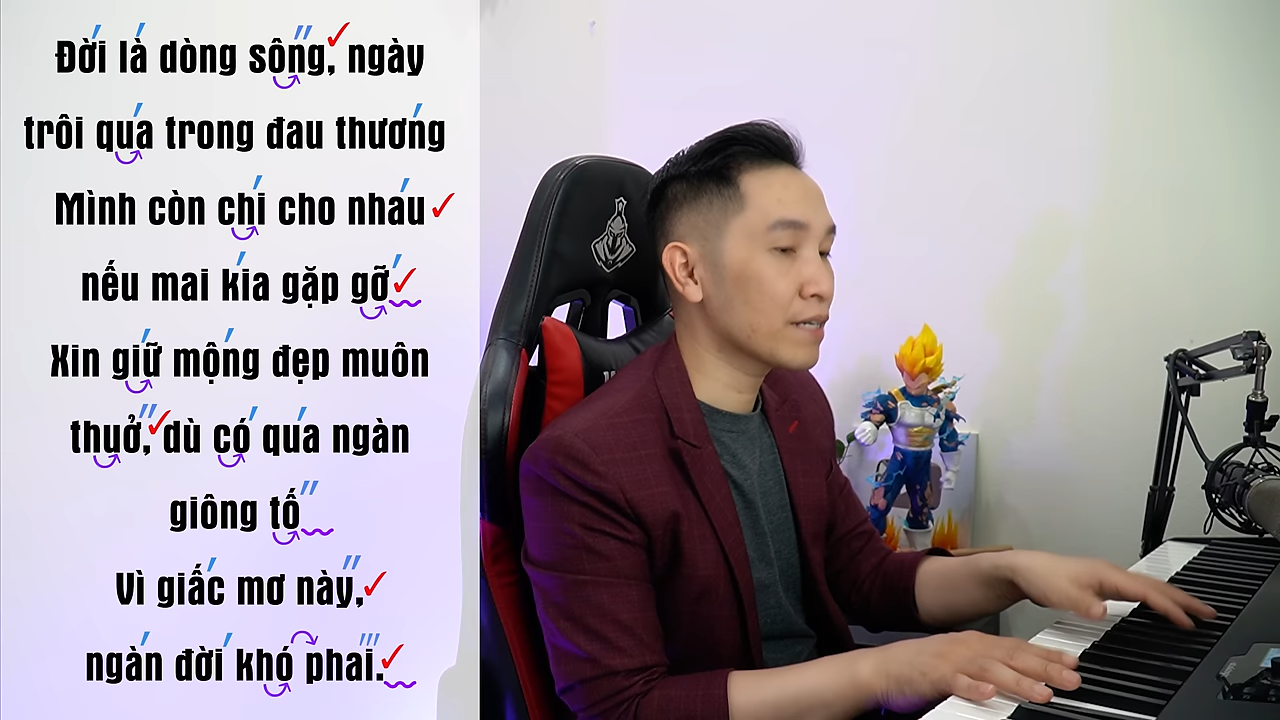 Đời là dòng sông, ngày
trôi qua trong đau thương
Mình còn chi cho nhau
nếu mai kia gặp gỡ
Xin giữ mộng đẹp muôn
thuở, dù có qua ngàn
giông tố
Vì giấc mơ này,
ngàn đời khó phai.